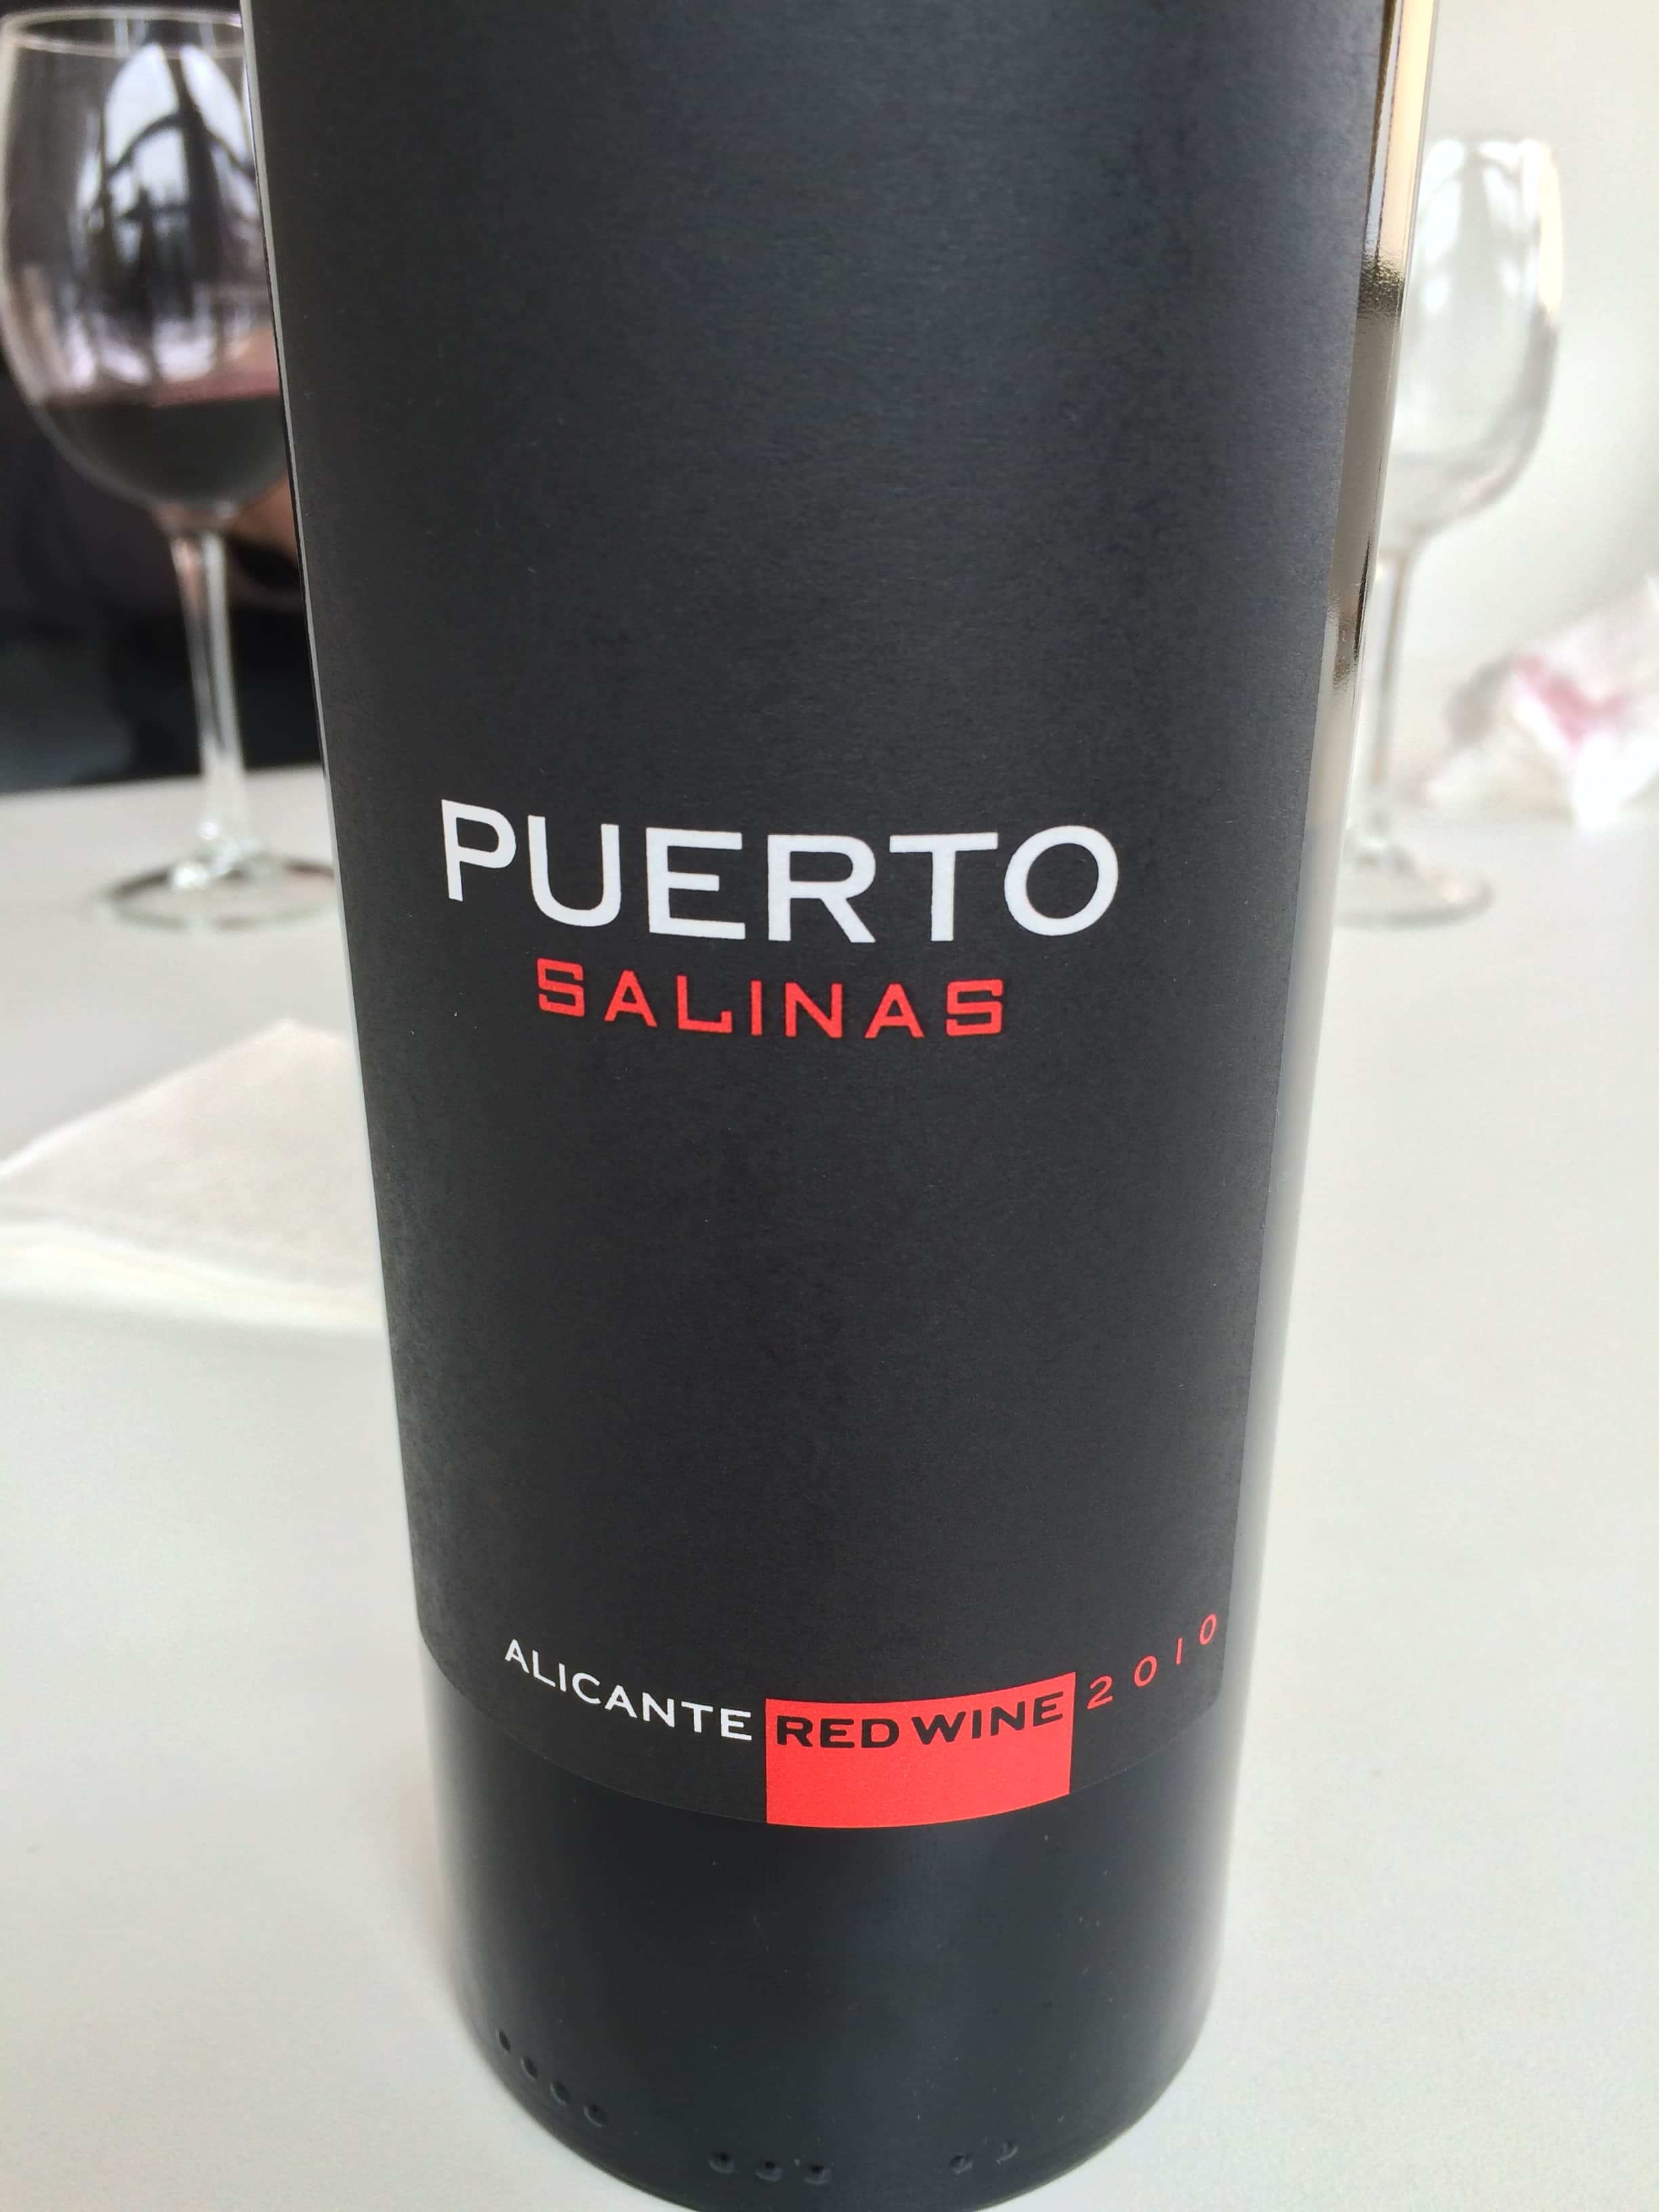 PUERTO
SALINAS
ALICANTE RED WINE 2010